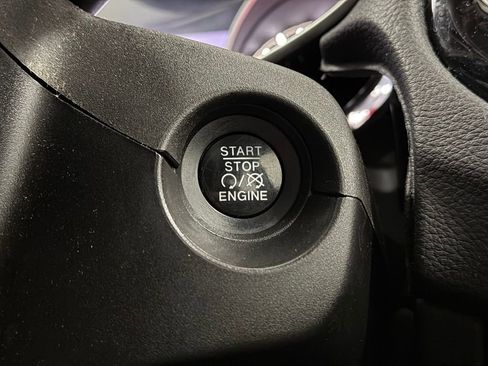 START
STOP
/
ENGINE